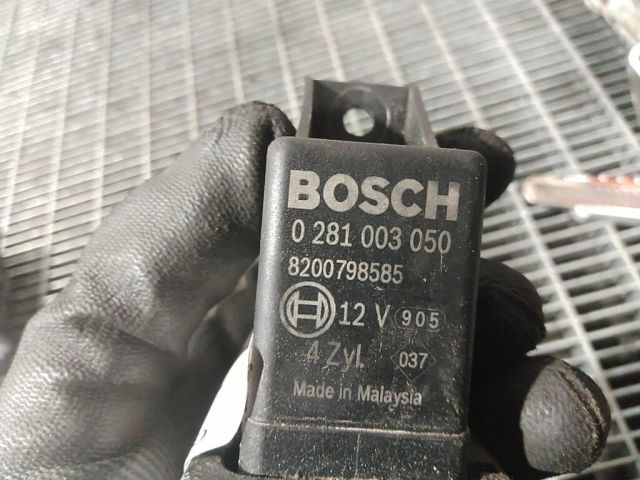 BOSCH
0 281 003 050
8200798585
12 V 905
4 Zyl. 037
Made in Malaysia